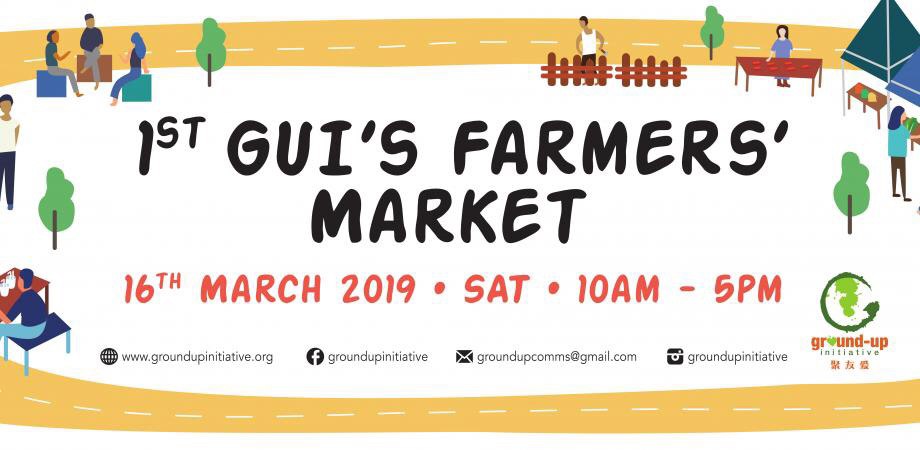 1ST GUI'S FARMERS'
MARKET
16TH MARCH 2019 • SAT • 10AM - 5PM
www.groundupinitiative.org groundupinitiative groundupcomms@gmail.com groundupinitiative
ground-up
initiative
聚友爱